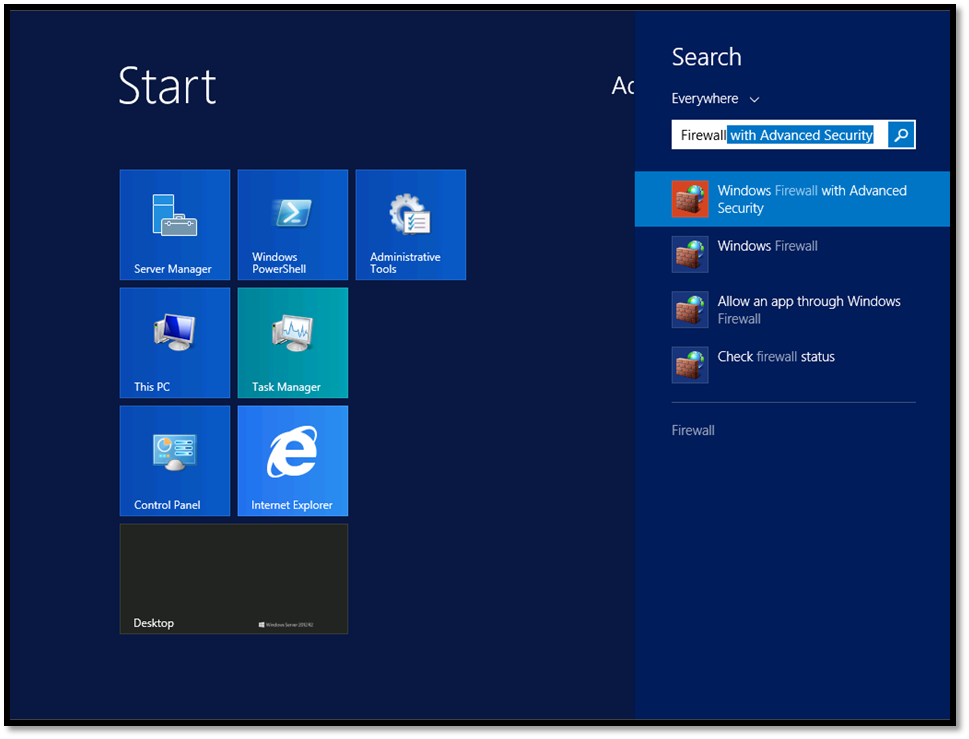 Start
Ad
Server Manager
Windows
PowerShell
Administrative
Tools
This PC
Task Manager
Control Panel
Internet Explorer
Desktop
Windows Server 2012 R2
Search
Everywhere
Firewall with Advanced Security
Windows Firewall with Advanced
Security
Windows Firewall
Allow an app through Windows
Firewall
Check firewall status
Firewall